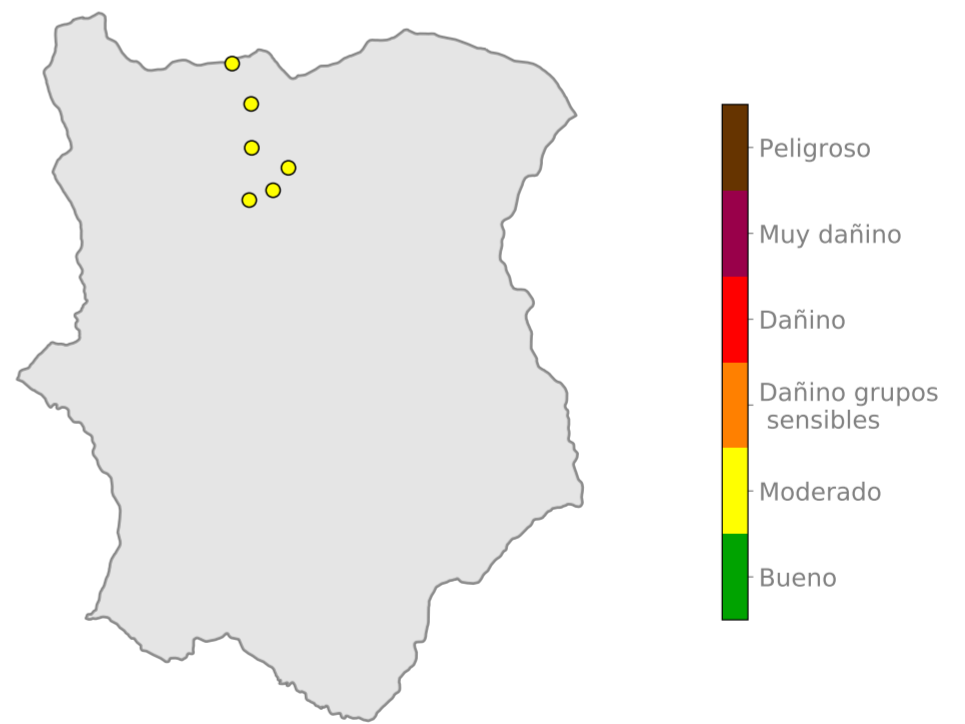 Peligroso
Muy dañino
Dañino
Dañino grupos
sensibles
Moderado
Bueno